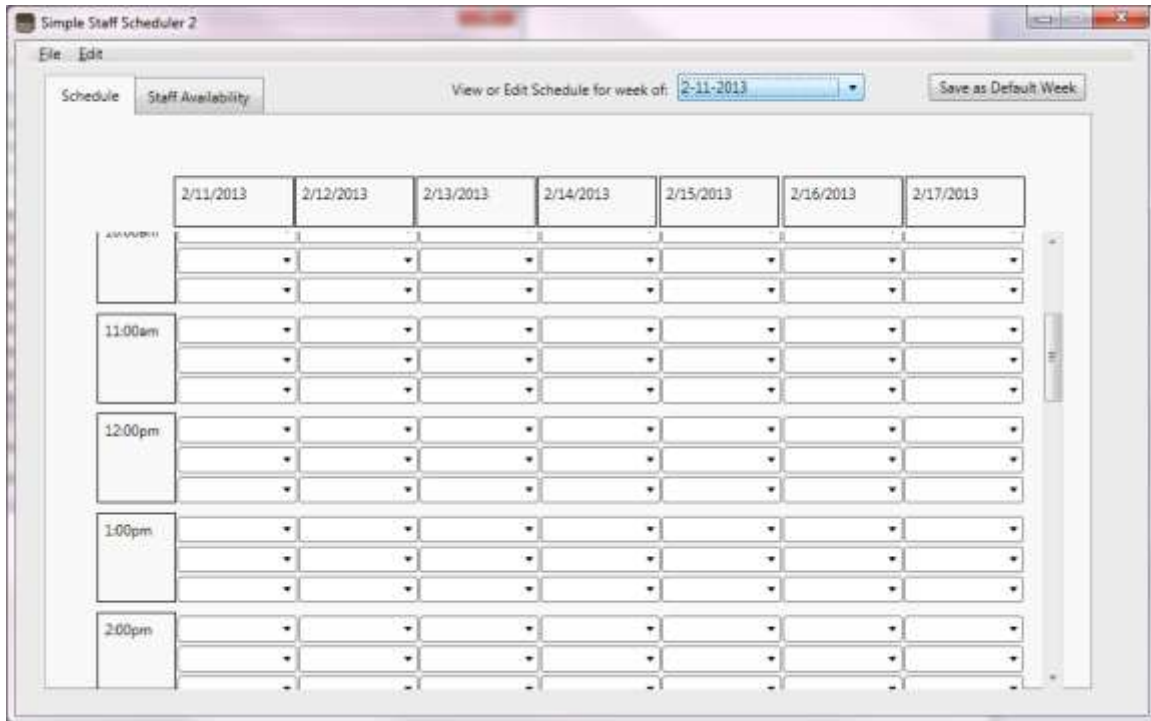 Simple Staff Scheduler 2
File Edit
Schedule Staff Availability View or Edit Schedule for week of: 2-11-2013 Save as Default Week
2/11/2013 2/12/2013 2/13/2013 2/14/2013 2/15/2013 2/16/2013 2/17/2013
10:00am
11:00am
12:00pm
1:00pm
2:00pm